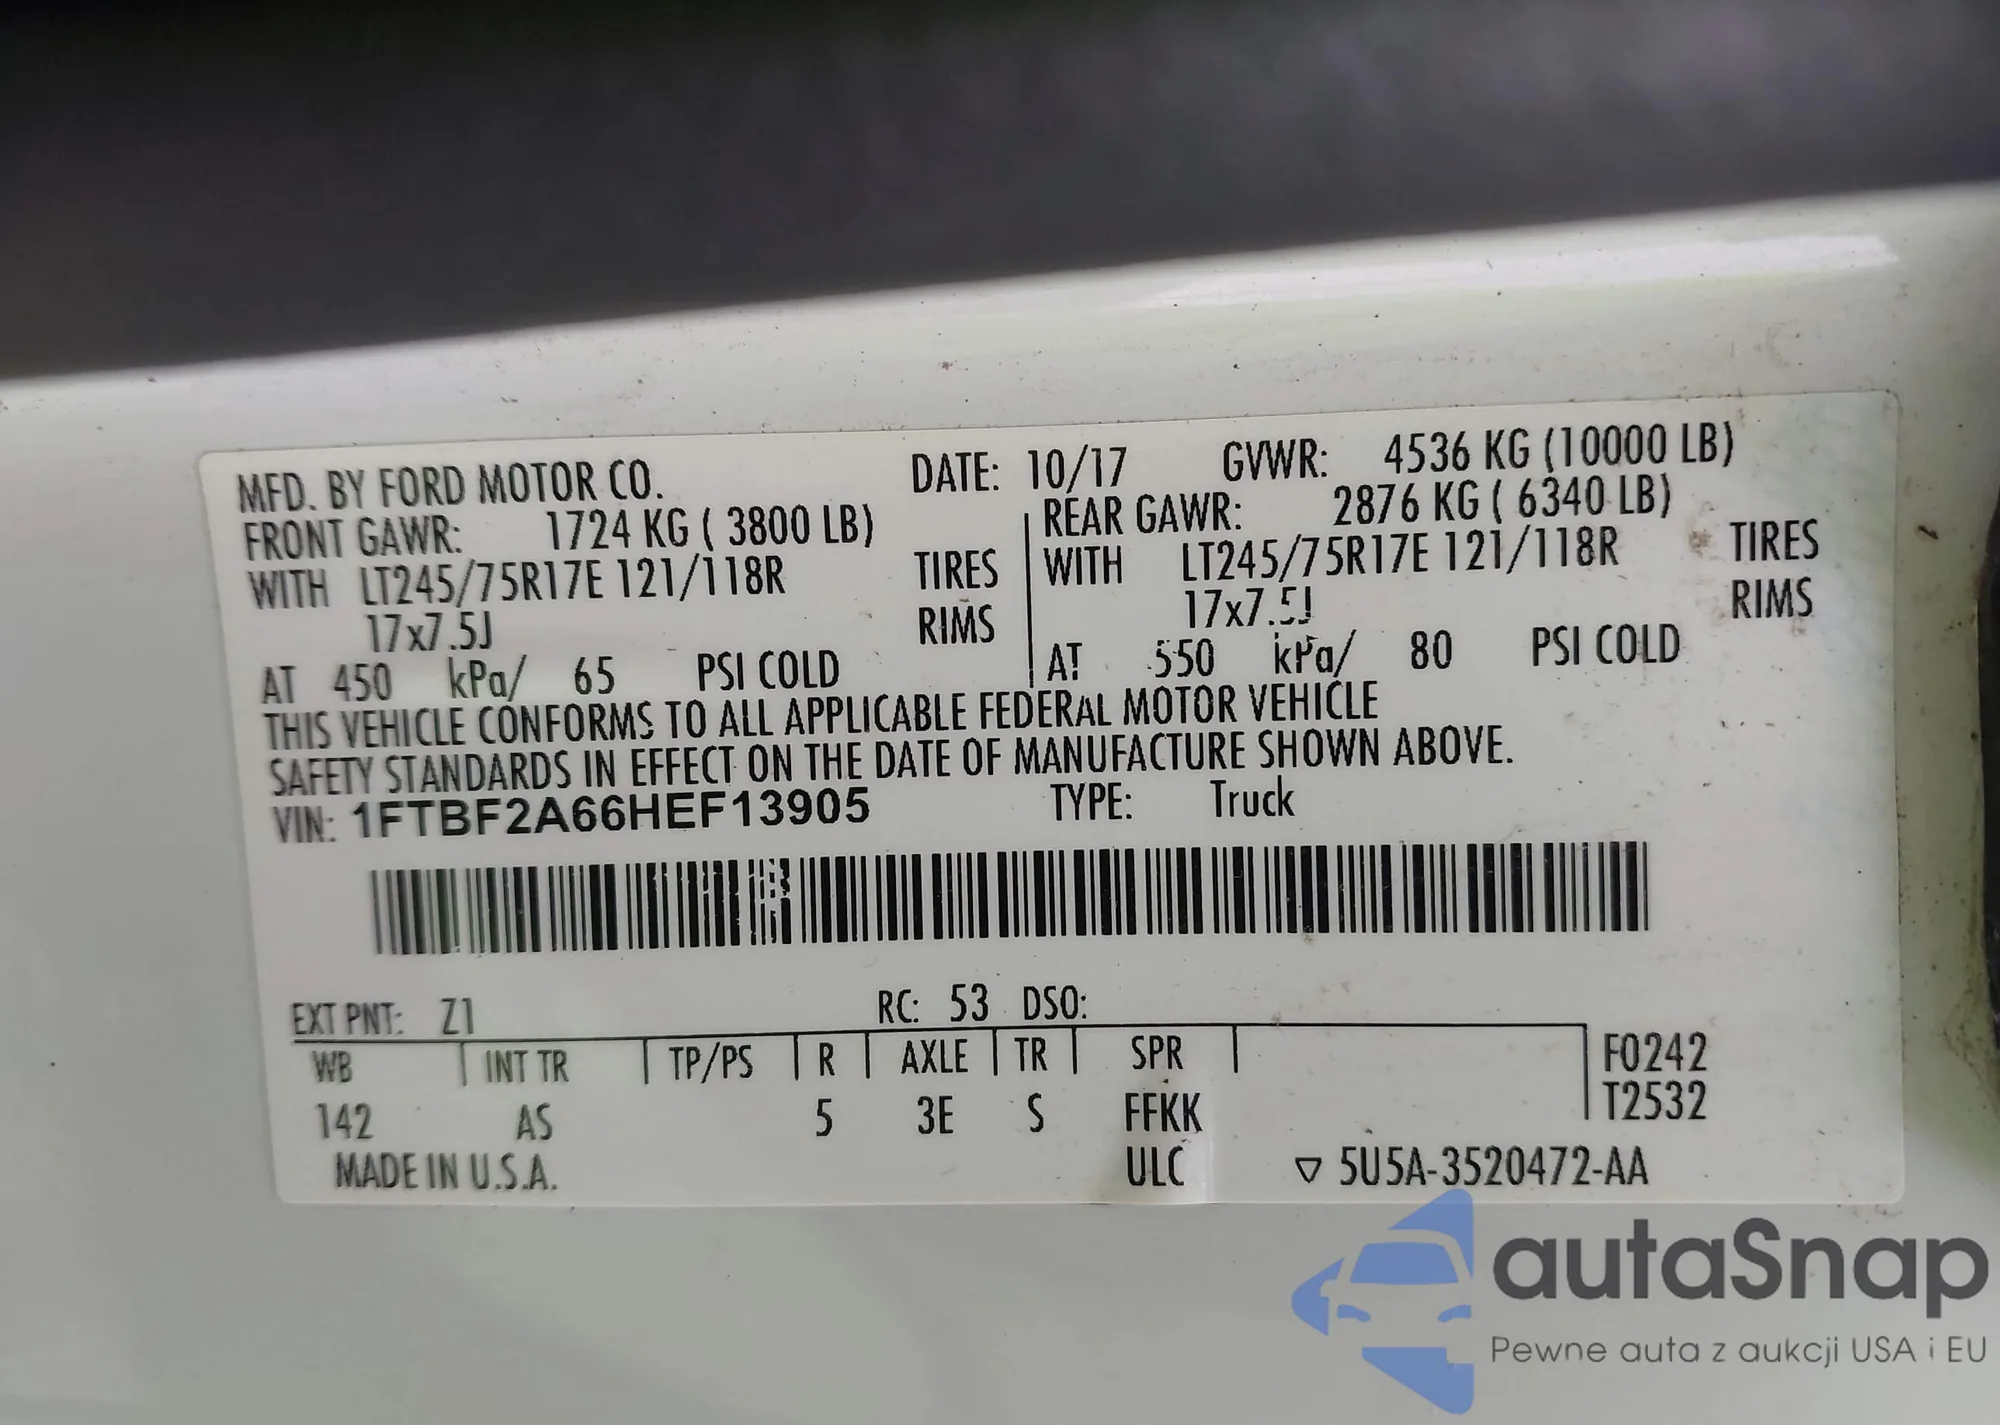 MFD. BY FORD MOTOR CO. DATE: 10/17 GVWR: 4536 KG (10000 LB)
FRONT GAWR: 1724 KG ( 3800 LB) REAR GAWR: 2876 KG ( 6340 LB)
WITH LT245/75R17E 121/118R TIRES WITH LT245/75R17E 121/118R TIRES
17x7.5J RIMS 17x7.5J RIMS
AT 450 kPa/ 65 PSI COLD AT 550 kPa/ 80 PSI COLD
THIS VEHICLE CONFORMS TO ALL APPLICABLE FEDERAL MOTOR VEHICLE
SAFETY STANDARDS IN EFFECT ON THE DATE OF MANUFACTURE SHOWN ABOVE.
VIN: 1FTBF2A66HEF13905 TYPE: Truck
EXT PNT: Z1 RC: 53 DSO:
WB INT TR TP/PS R AXLE TR SPR F0242
T2532
142 AS 5 3E S FFKK
MADE IN U.S.A. ULC ▽ 5U5A-3520472-AA
autaSnap
Pewne auta z aukcji USA i EU